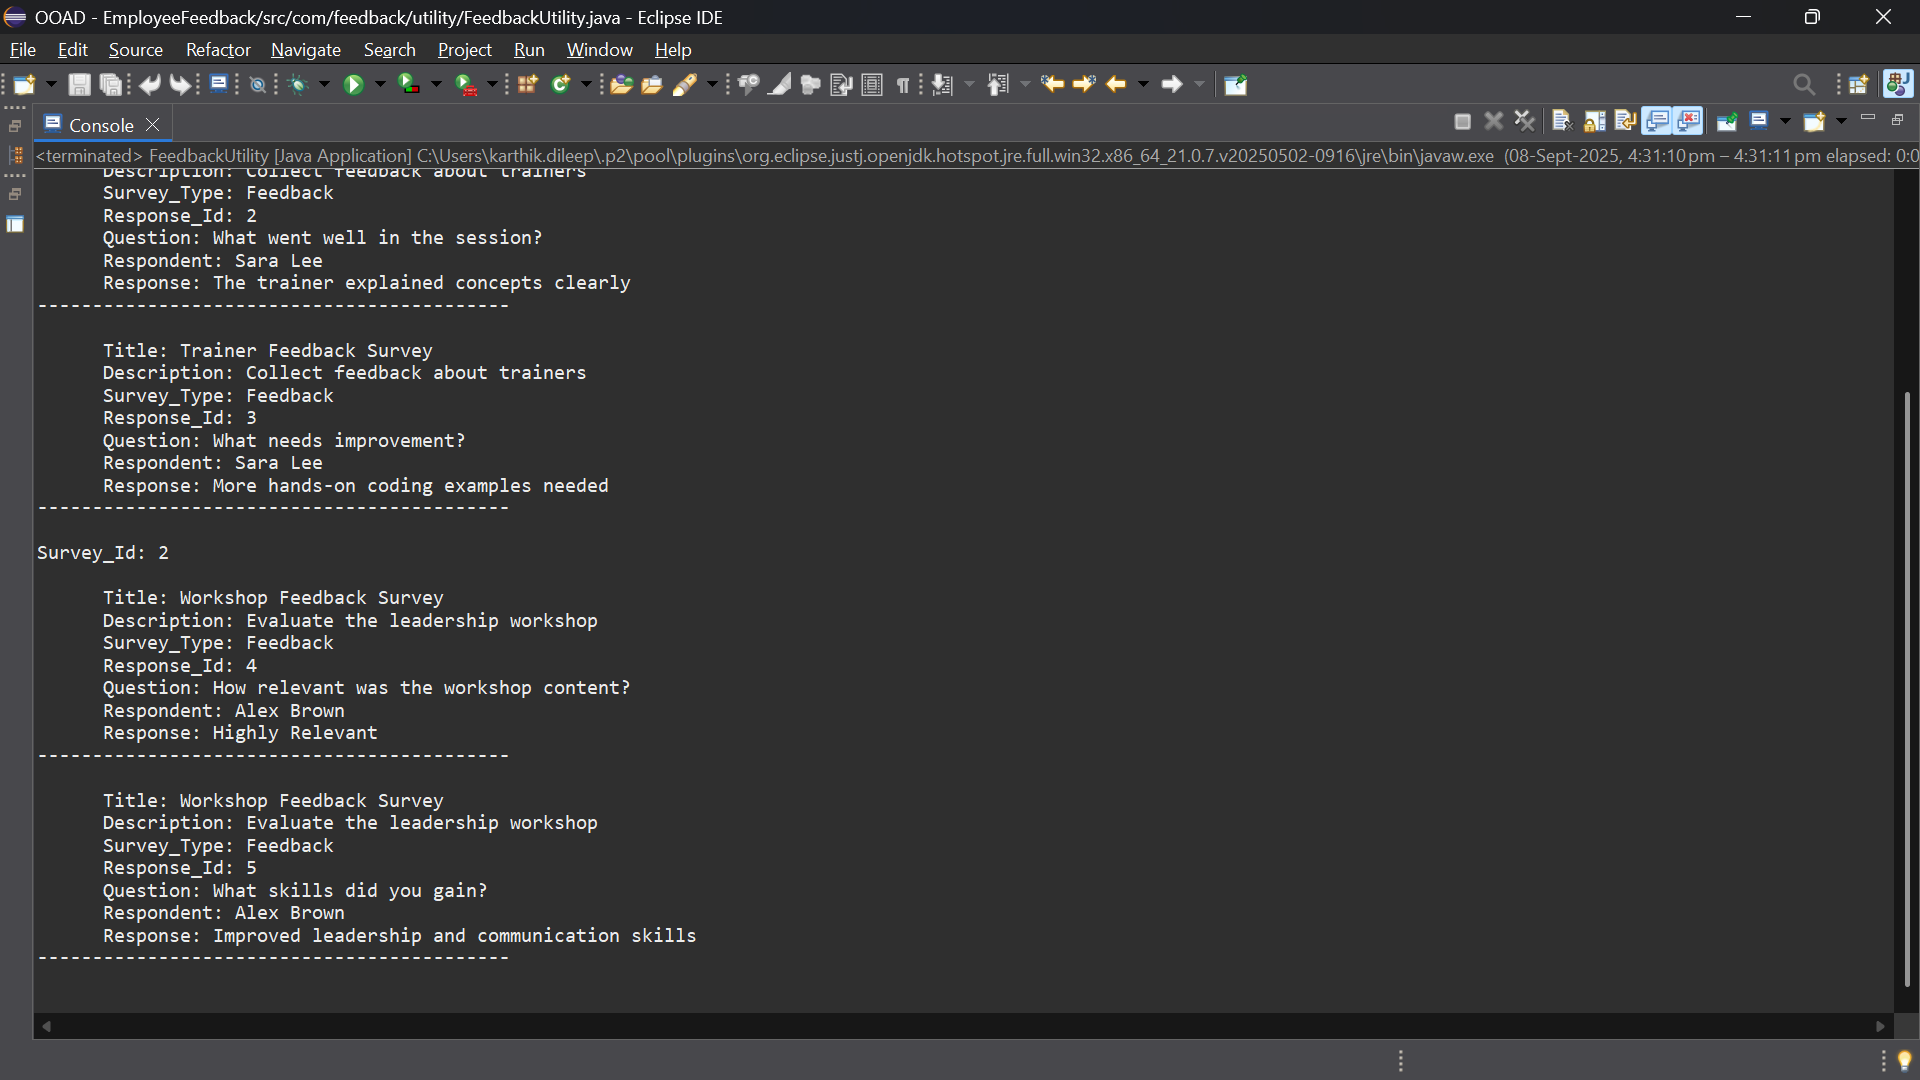 OOAD - EmployeeFeedback/src/com/feedback/utility/FeedbackUtility.java - Eclipse IDE
File Edit Source Refactor Navigate Search Project Run Window Help
Console
<terminated> FeedbackUtility [Java Application] C:\Users\karthik.dileep\.p2\pool\plugins\org.eclipse.justj.openjdk.hotspot.jre.full.win32.x86_64_21.0.7.v20250502-0916\jre\bin\javaw.exe (08-Sept-2025, 4:31:10 pm – 4:31:11 pm elapsed: 0:0
Description: Collect feedback about trainers
Survey_Type: Feedback
Response_Id: 2
Question: What went well in the session?
Respondent: Sara Lee
Response: The trainer explained concepts clearly
-------------------------------------------
Title: Trainer Feedback Survey
Description: Collect feedback about trainers
Survey_Type: Feedback
Response_Id: 3
Question: What needs improvement?
Respondent: Sara Lee
Response: More hands-on coding examples needed
-------------------------------------------
Survey_Id: 2
Title: Workshop Feedback Survey
Description: Evaluate the leadership workshop
Survey_Type: Feedback
Response_Id: 4
Question: How relevant was the workshop content?
Respondent: Alex Brown
Response: Highly Relevant
-------------------------------------------
Title: Workshop Feedback Survey
Description: Evaluate the leadership workshop
Survey_Type: Feedback
Response_Id: 5
Question: What skills did you gain?
Respondent: Alex Brown
Response: Improved leadership and communication skills
-------------------------------------------